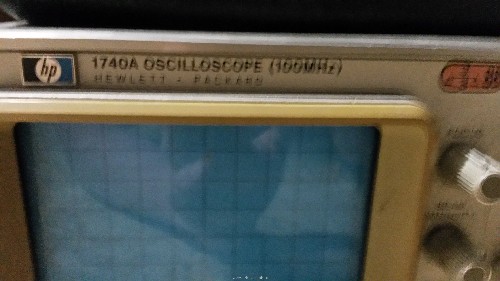 hp 1740A OSCILLOSCOPE (100MHz)
HEWLETT · PACKARD